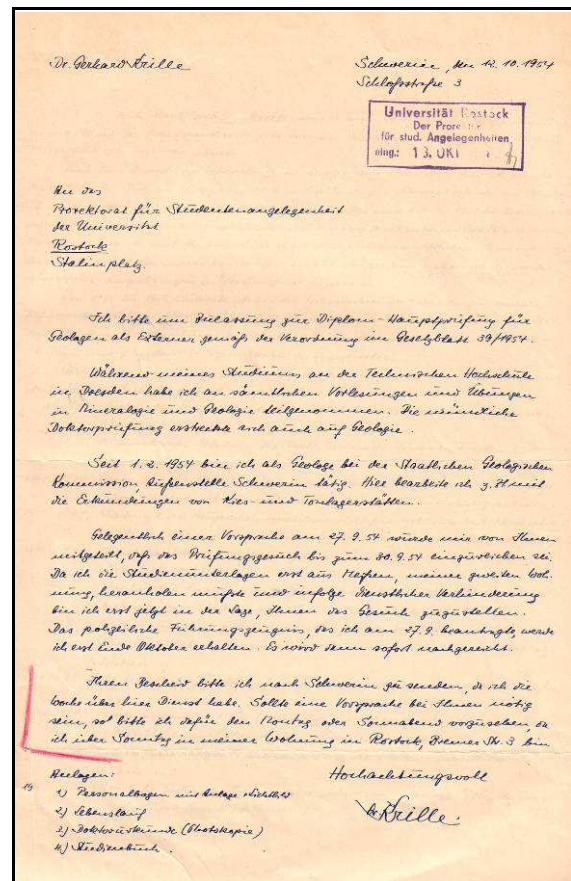 Dr. Gerhard Krille
Schwerin, den 12.10.1954
Schloßstraße 3
Universität Rostock
Der Prorektor
für stud. Angelegenheiten
eing.: 13. OKT
An das
Prorektorat für Studentenangelegenheit
der Universität
Rostock
Stalinplatz.
Ich bitte um Zulassung zur Diplom-Hauptprüfung für
Geologen als Externer gemäß der Verordnung im Gesetzblatt 39/1954.
Während meines Studiums an der Technischen Hochschule
in Dresden habe ich an sämtlichen Vorlesungen und Übungen
in Mineralogie und Geologie teilgenommen. Die mündliche
Doktorprüfung erstreckte sich auch auf Geologie.
Seit 1.2.1954 bin ich als Geologe bei der Staatlichen Geologischen
Kommission, Außenstelle Schwerin tätig. Hier bearbeite ich z. Zt mit
die Erkundungen von Kies- und Tonlagerstätten.
Gelegentlich einer Vorsprache am 27.9.54 wurde mir von Ihnen
mitgeteilt, daß das Prüfungsgesuch bis zum 30.9.54 einzureichen sei.
Da ich die Studienunterlagen erst aus Meißen, meiner zweiten Woh-
nung, heranholen mußte und infolge dienstlicher Verhinderung
bin ich erst jetzt in der Lage, Ihnen das Gesuch zuzustellen.
Das polizeiliche Führungszeugnis, das ich am 27.9. beantragte, werde
ich erst Ende Oktober erhalten. Es wird dann sofort nachgereicht.
Ihren Bescheid bitte ich nach Schwerin zu senden, da ich die
Woche über hier Dienst habe. Sollte eine Vorsprache bei Ihnen nötig
sein, so bitte ich dafür den Montag oder Sonnabend vorzusehen, da
ich über Sonntag in meiner Wohnung in Rostock, Bremer Str. 3 bin
Anlagen:
Hochachtungsvoll
1) Personalbogen mit Anlage + Lichtbild
2) Lebenslauf
3) Doktorurkunde (Photokopie)
4) Studienbuch.
Dr Krille.